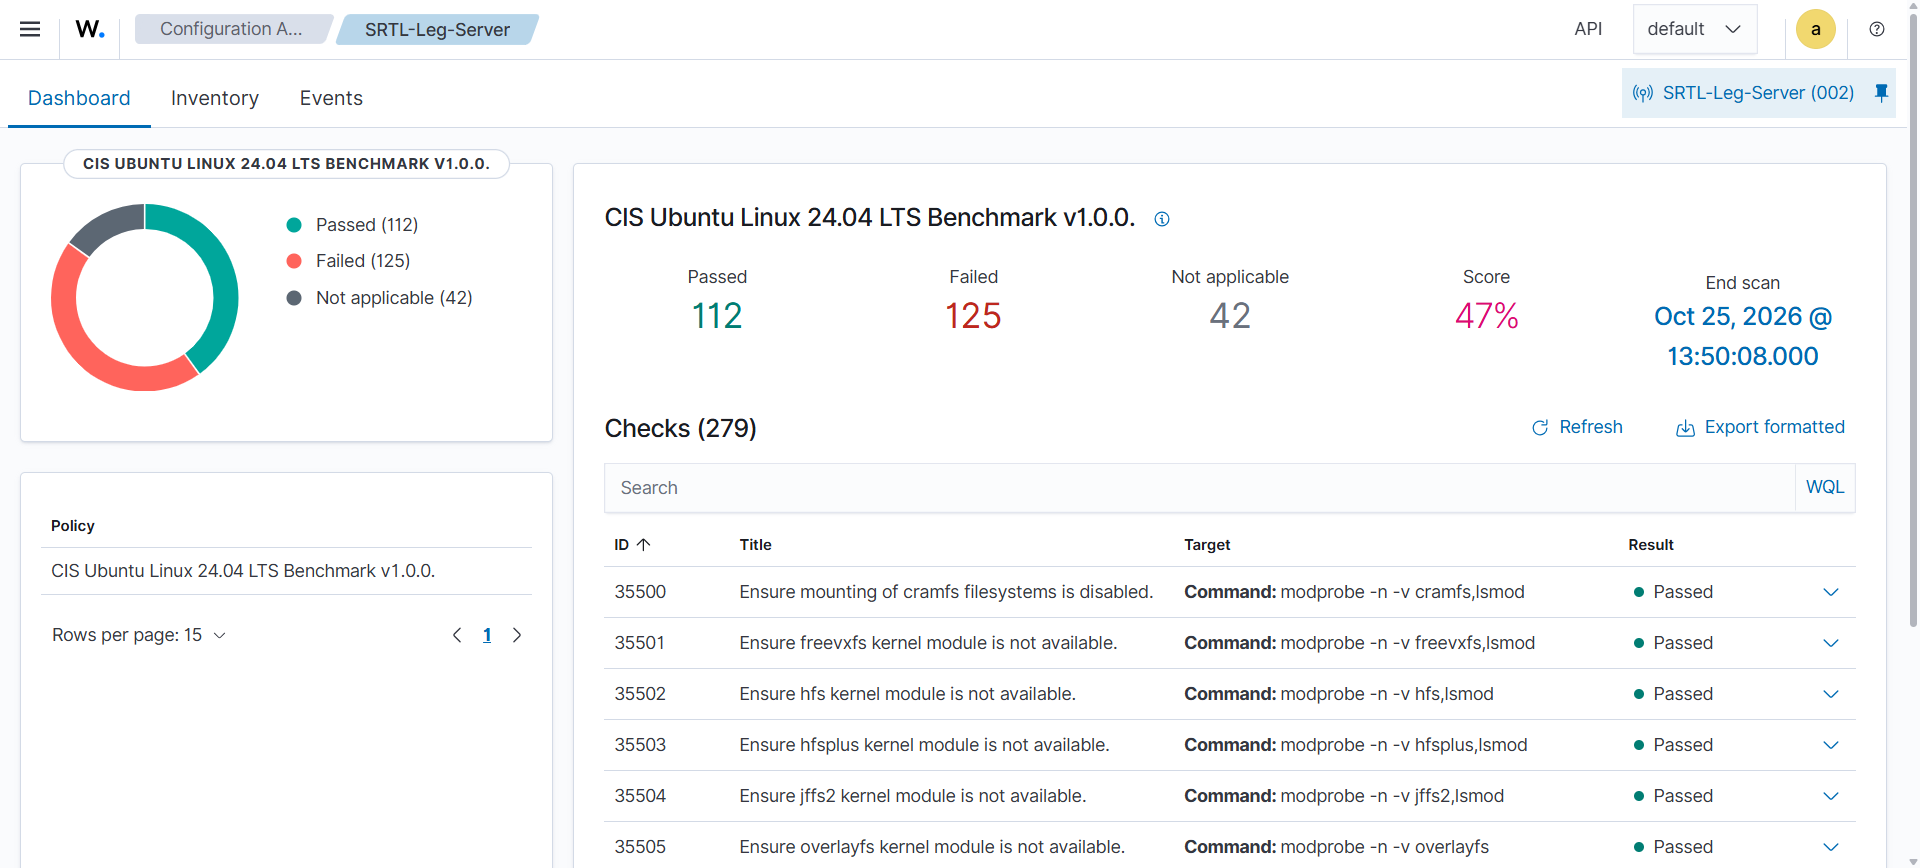 W.
Configuration A...
SRTL-Leg-Server
API
default
a
Dashboard
Inventory
Events
SRTL-Leg-Server (002)
CIS UBUNTU LINUX 24.04 LTS BENCHMARK V1.0.0.
Passed (112)
Failed (125)
Not applicable (42)
Policy
CIS Ubuntu Linux 24.04 LTS Benchmark v1.0.0.
Rows per page: 15
1
CIS Ubuntu Linux 24.04 LTS Benchmark v1.0.0.
Passed
112
Failed
125
Not applicable
42
Score
47%
End scan
Oct 25, 2026 @
13:50:08.000
Checks (279)
Refresh
Export formatted
Search
WQL
ID Title Target Result
35500 Ensure mounting of cramfs filesystems is disabled. Command: modprobe -n -v cramfs,lsmod Passed
35501 Ensure freevxfs kernel module is not available. Command: modprobe -n -v freevxfs,lsmod Passed
35502 Ensure hfs kernel module is not available. Command: modprobe -n -v hfs,lsmod Passed
35503 Ensure hfsplus kernel module is not available. Command: modprobe -n -v hfsplus,lsmod Passed
35504 Ensure jffs2 kernel module is not available. Command: modprobe -n -v jffs2,lsmod Passed
35505 Ensure overlayfs kernel module is not available. Command: modprobe -n -v overlayfs Passed